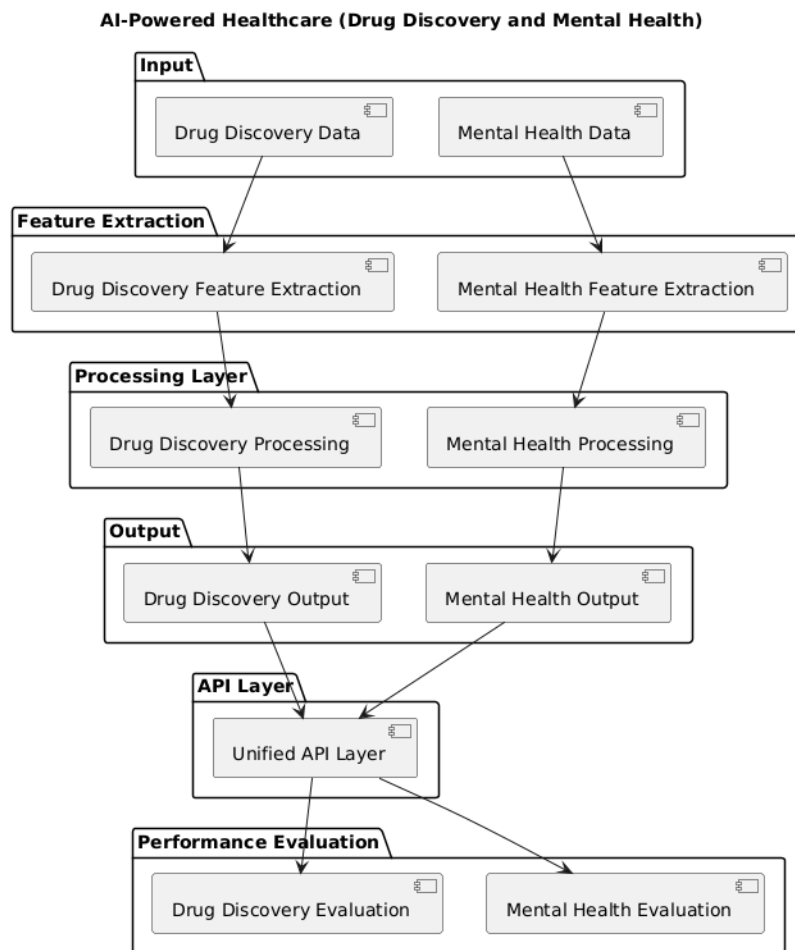 AI-Powered Healthcare (Drug Discovery and Mental Health)
Input
Drug Discovery Data
Mental Health Data
Feature Extraction
Drug Discovery Feature Extraction
Mental Health Feature Extraction
Processing Layer
Drug Discovery Processing
Mental Health Processing
Output
Drug Discovery Output
Mental Health Output
API Layer
Unified API Layer
Performance Evaluation
Drug Discovery Evaluation
Mental Health Evaluation